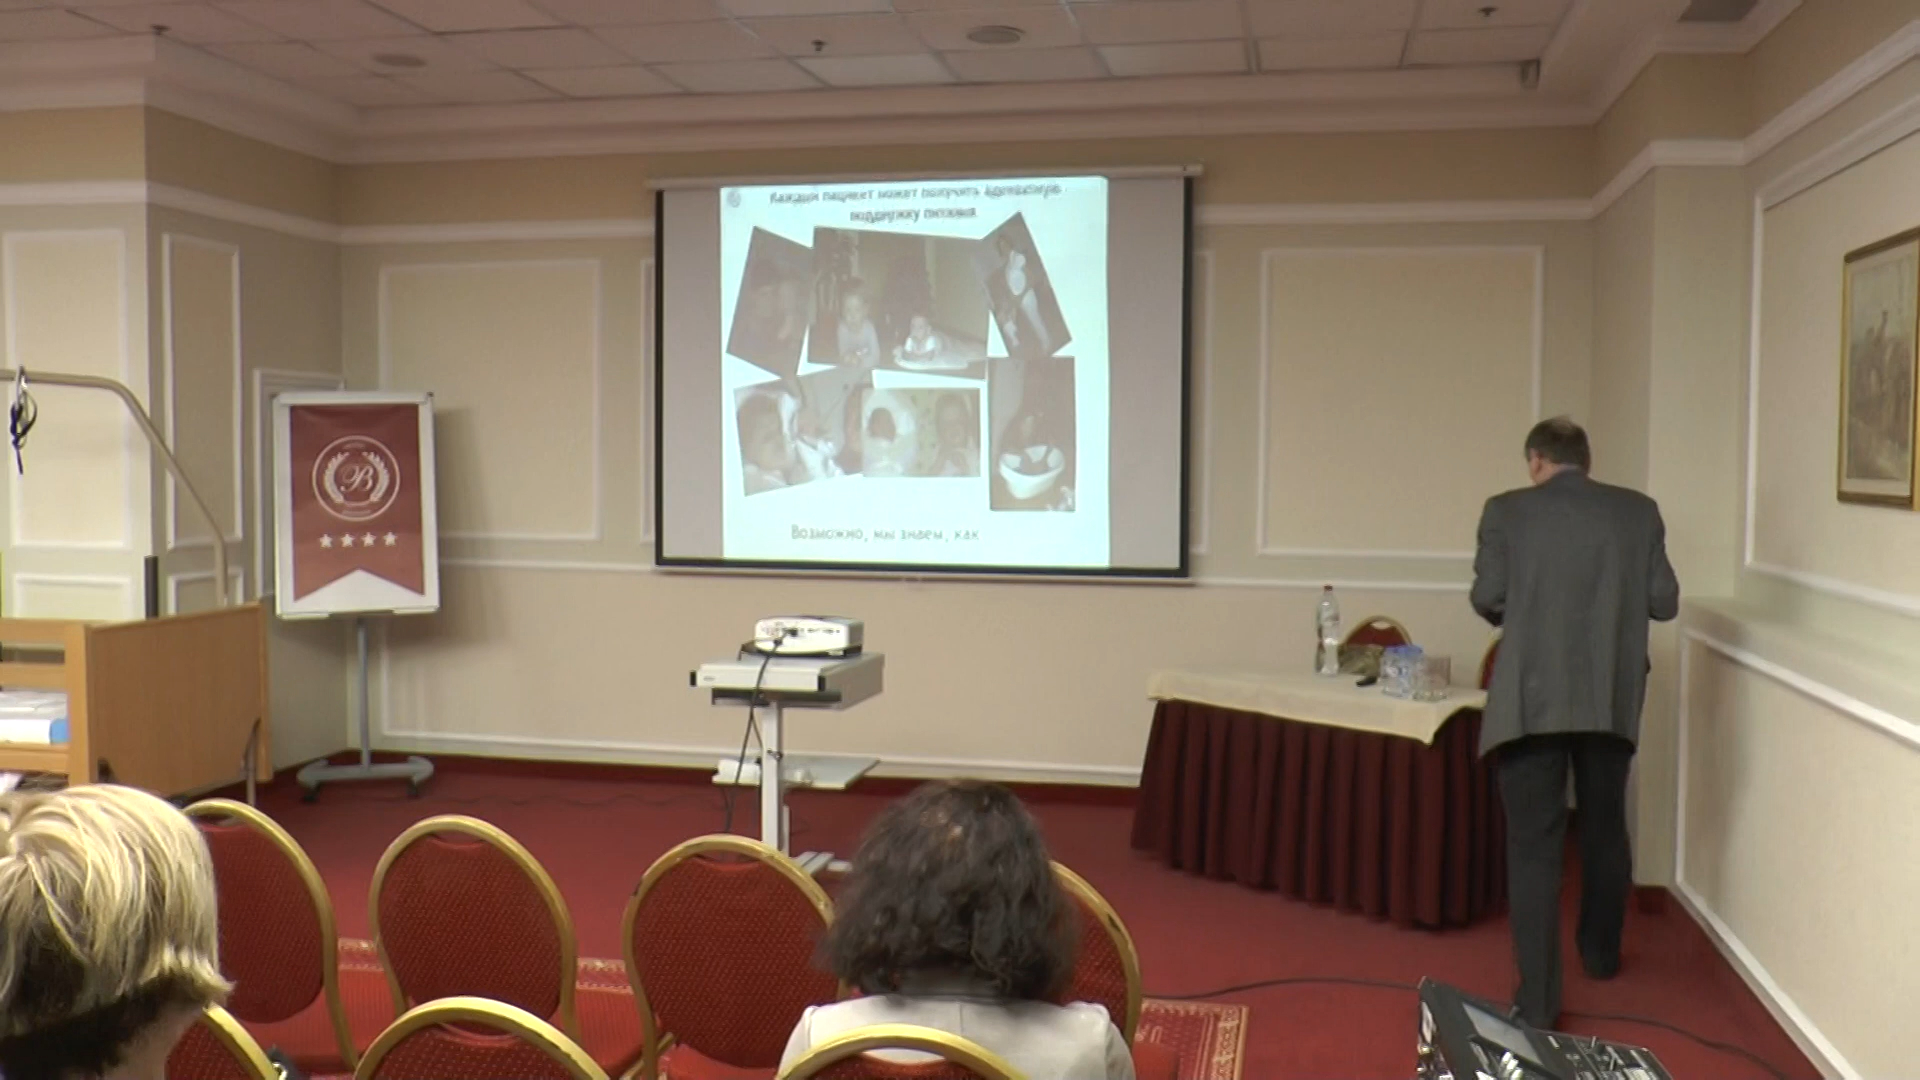 Каждый пациент может получить адекватную
поддержку питания
Возможно, мы знаем, как
B